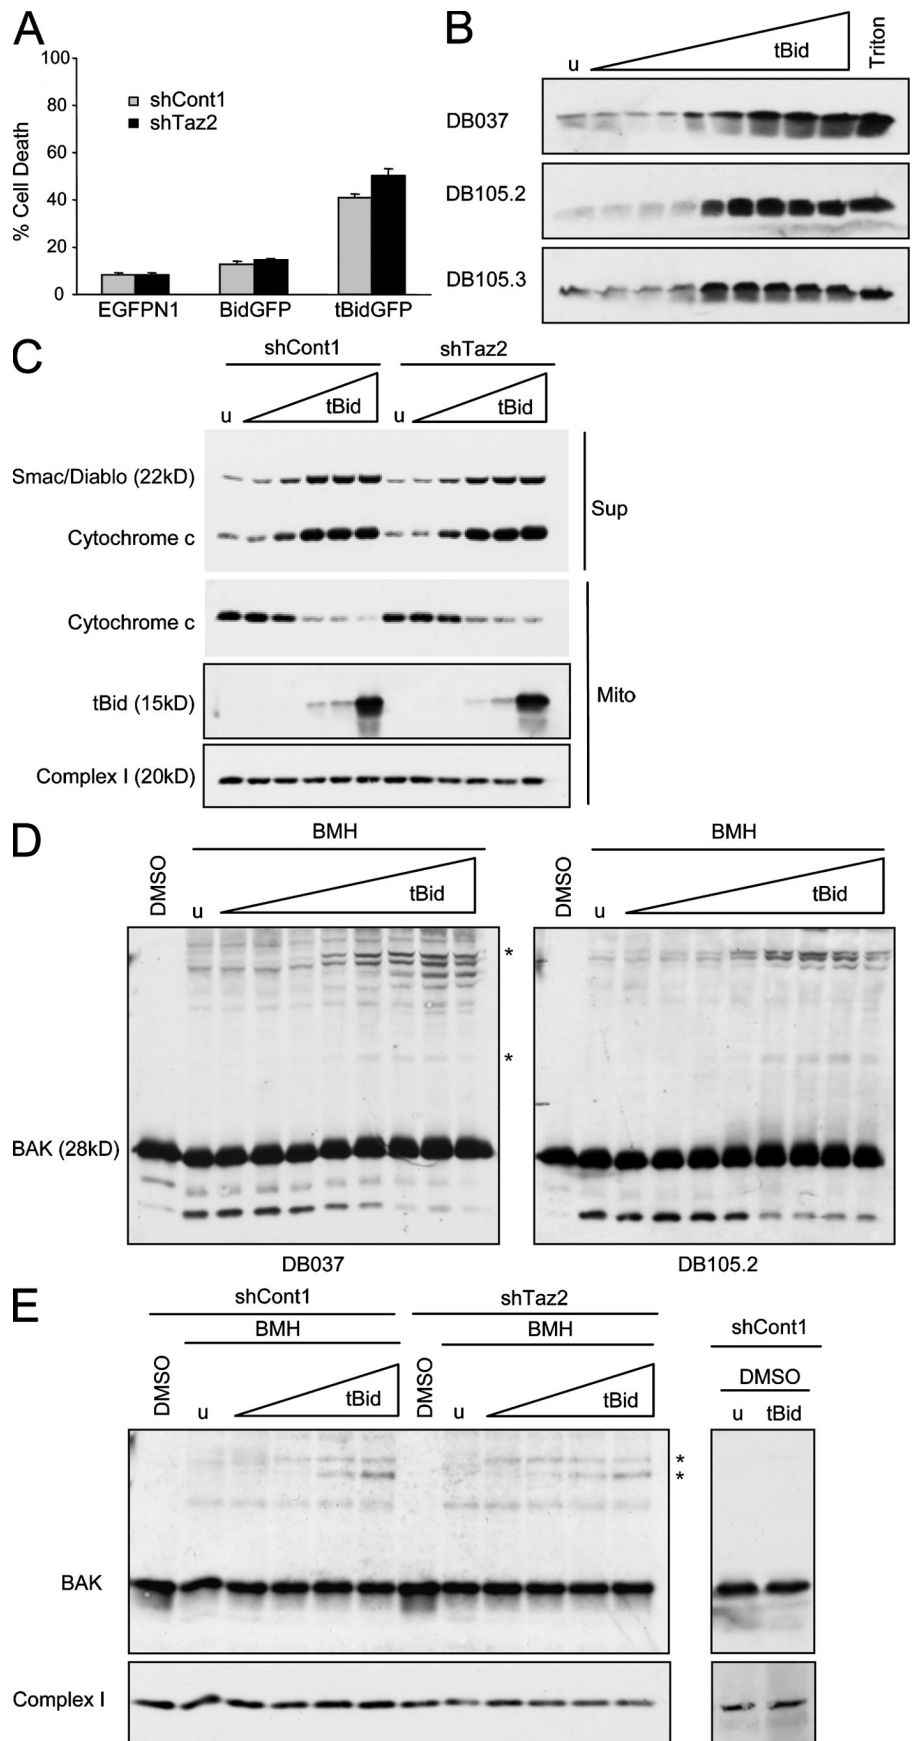 A
100
80
60
40
20
0
% Cell Death
shCont1
shTaz2
EGFPN1 BidGFP tBidGFP
B
u tBid Triton
DB037
DB105.2
DB105.3
C
shCont1 shTaz2
u tBid u tBid
Smac/Diablo (22kD)
Cytochrome c
Sup
Cytochrome c
tBid (15kD)
Complex I (20kD)
Mito
D
BMH BMH
DMSO u tBid DMSO u tBid
*
*
BAK (28kD)
DB037 DB105.2
E
shCont1 shTaz2 shCont1
BMH BMH DMSO
DMSO u tBid DMSO u tBid u tBid
*
*
BAK
Complex I